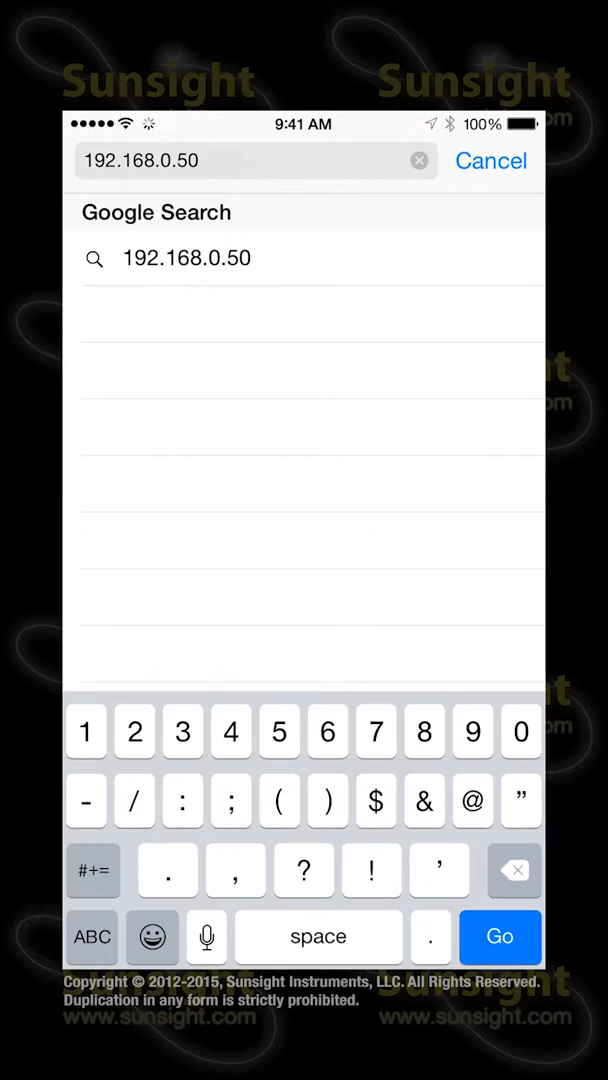 Sunsight Sunsight
9:41 AM 100%
192.168.0.50 Cancel
Google Search
192.168.0.50
1 2 3 4 5 6 7 8 9 0
- / : ; ( ) $ & @ ”
#+= . , ? ! ’
ABC space . Go
Copyright © 2012-2015, Sunsight Instruments, LLC. All Rights Reserved.
Duplication in any form is strictly prohibited.
www.sunsight.com www.sunsight.com